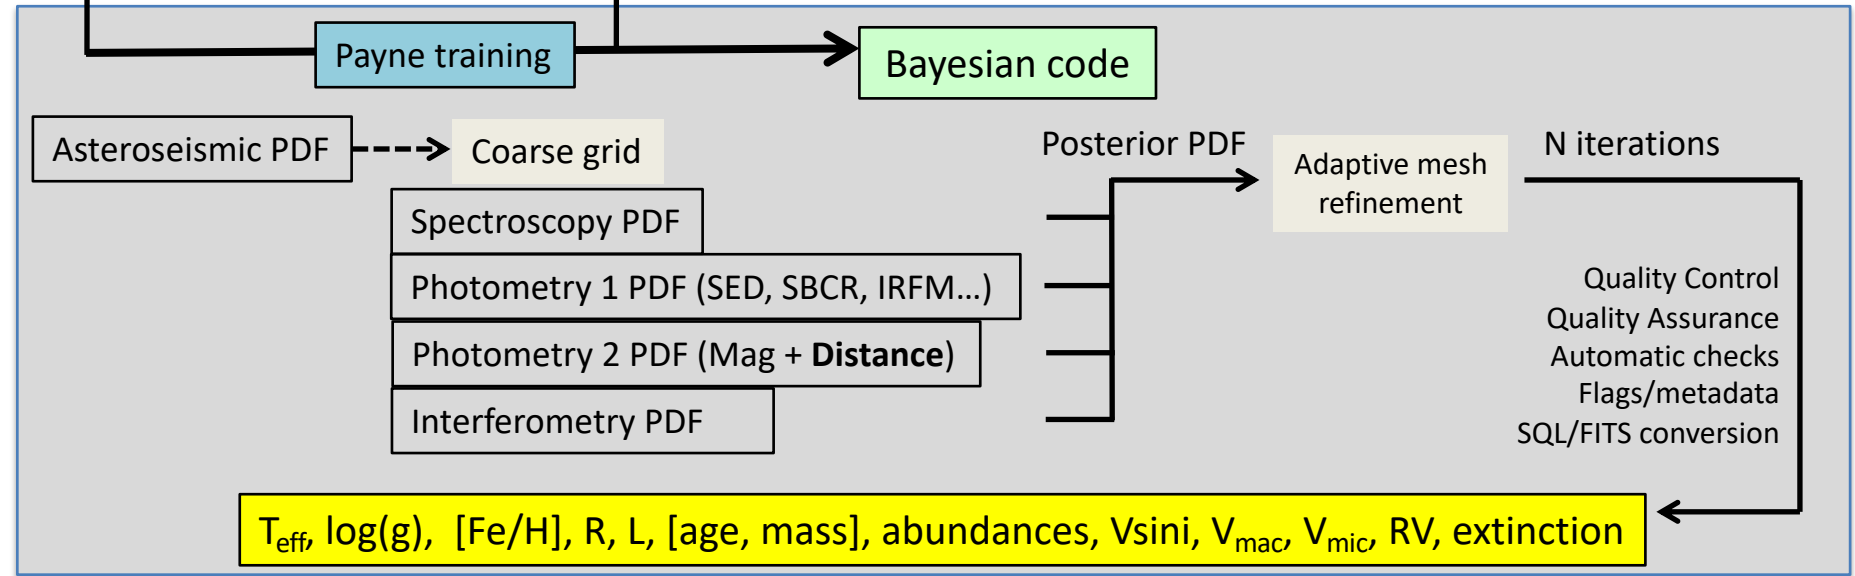 Payne training
Bayesian code
Asteroseismic PDF
Coarse grid
Posterior PDF
Adaptive mesh
refinement
N iterations
Spectroscopy PDF
Photometry 1 PDF (SED, SBCR, IRFM…)
Photometry 2 PDF (Mag + Distance)
Interferometry PDF
Quality Control
Quality Assurance
Automatic checks
Flags/metadata
SQL/FITS conversion
Teff, log(g), [Fe/H], R, L, [age, mass], abundances, Vsini, Vmac, Vmic, RV, extinction